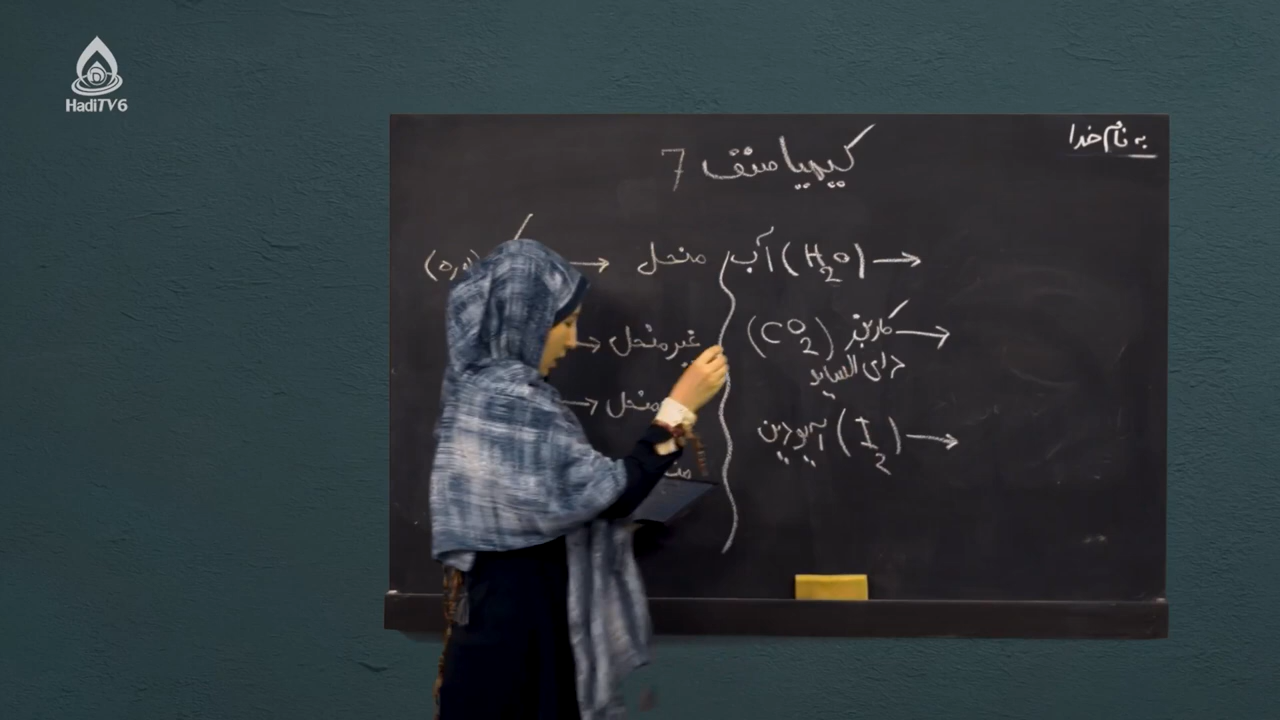 HadiTV6
به نام خدا
کیمیا صنف 7
آب (H2O) →
کاربن (CO2) →
دای اکساید
آیودین (I2) →
→ منحل
→ غیر منحل
→ منحل